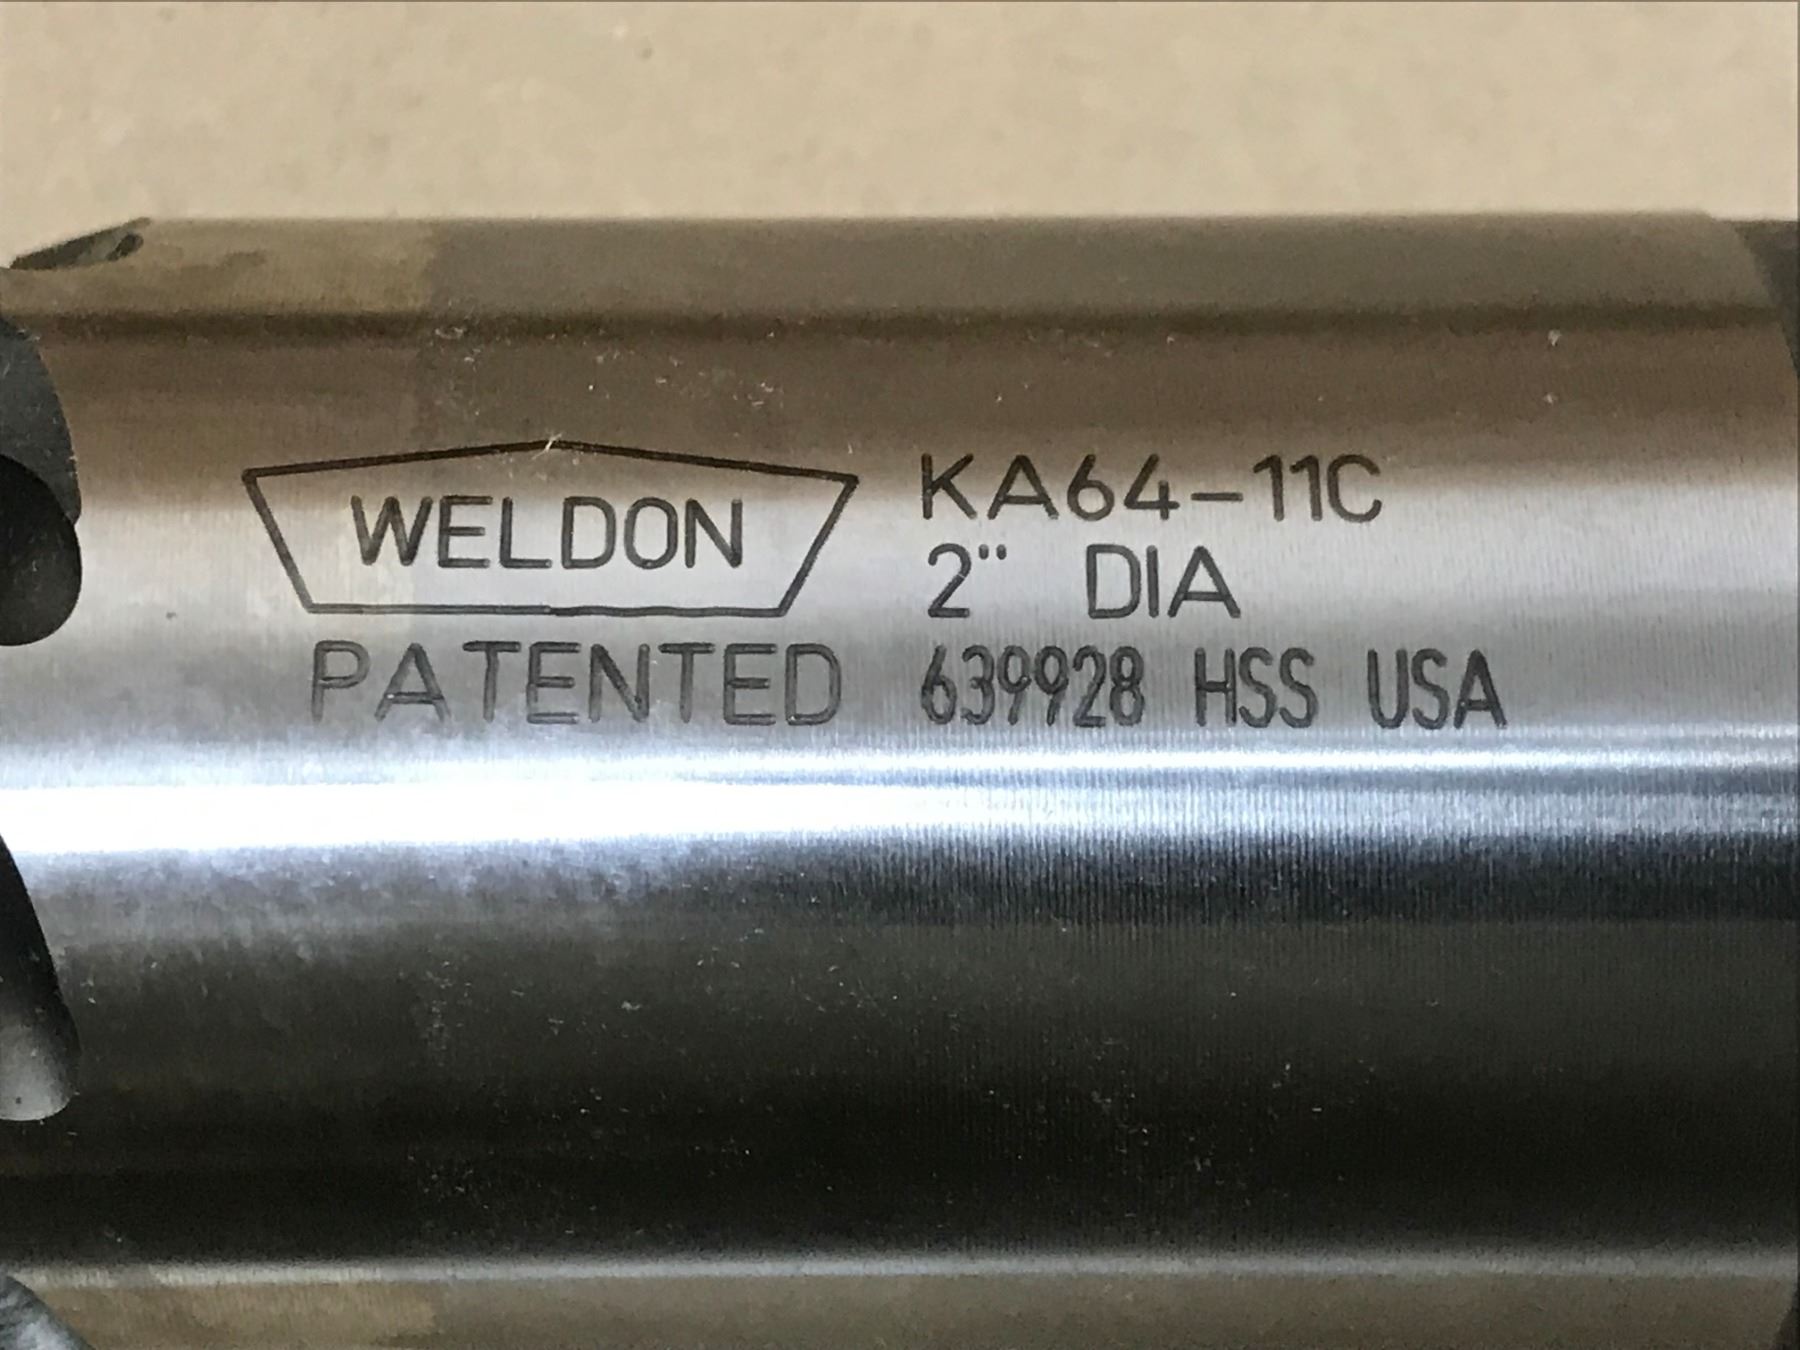 WELDON
PATENTED
KA64-11C
2" DIA
639928 HSS USA